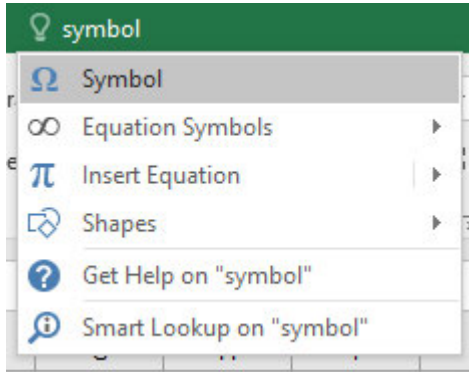 symbol
Ω Symbol
∞ Equation Symbols
π Insert Equation
Shapes
Get Help on "symbol"
Smart Lookup on "symbol"